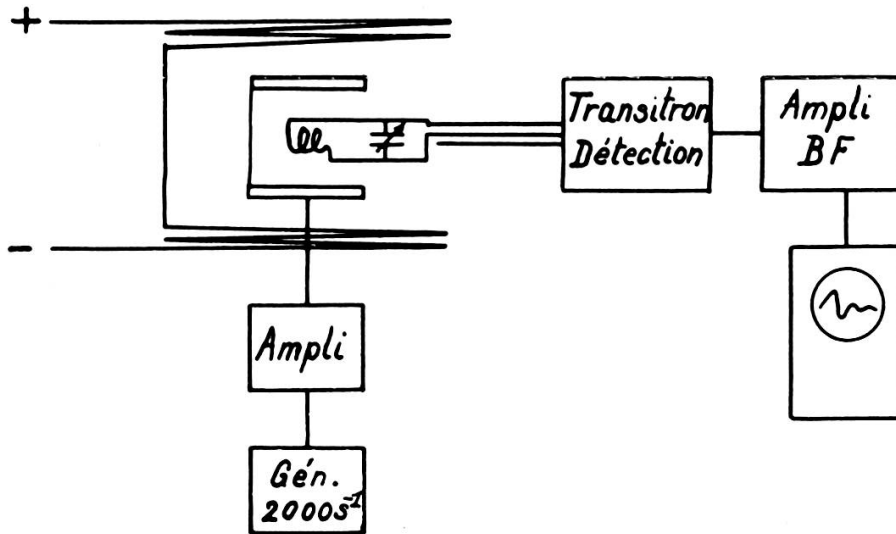 +
Transitron
Détection
Ampli
BF
−
Ampli
Gén.
2000s⁻¹